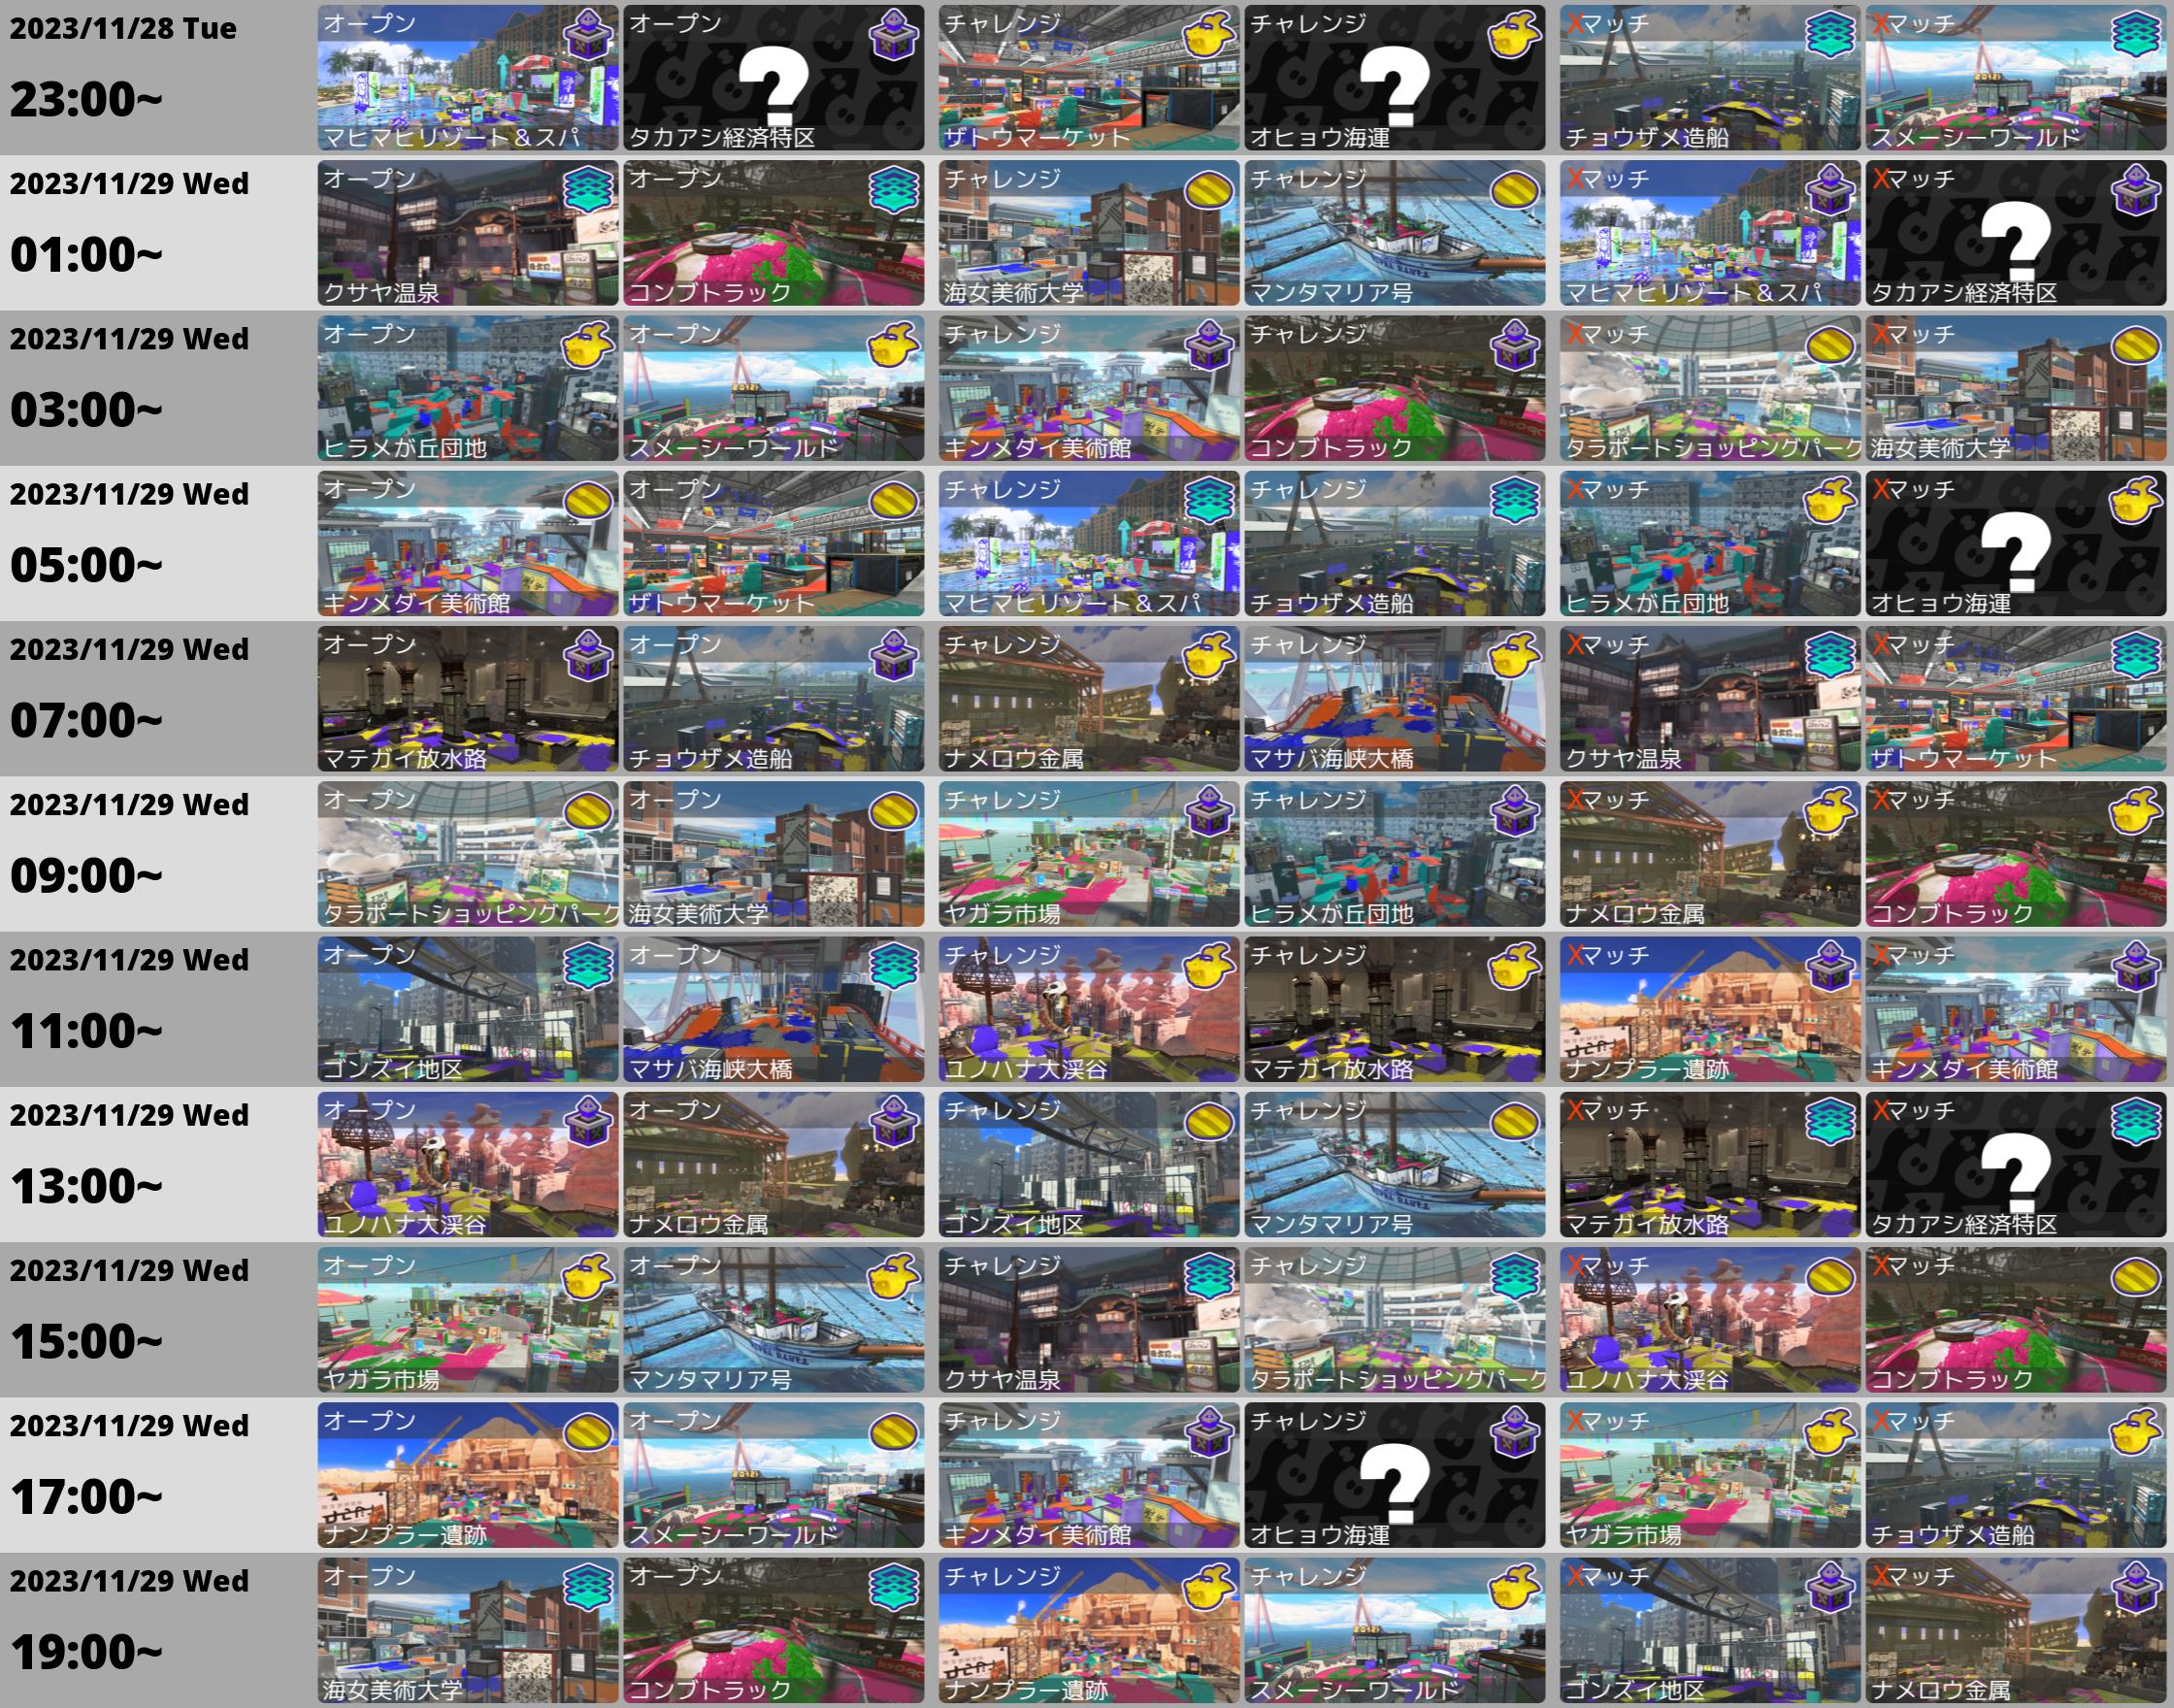 2023/11/28 Tue
23:00~
オープン
マヒマヒリゾート＆スパ
オープン
タカアシ経済特区
チャレンジ
ザトウマーケット
チャレンジ
オヒョウ海運
Xマッチ
チョウザメ造船
Xマッチ
スメーシーワールド
2023/11/29 Wed
01:00~
オープン
クサヤ温泉
オープン
コンブトラック
チャレンジ
海女美術大学
チャレンジ
マンタマリア号
Xマッチ
マヒマヒリゾート＆スパ
Xマッチ
タカアシ経済特区
2023/11/29 Wed
03:00~
オープン
ヒラメが丘団地
オープン
スメーシーワールド
チャレンジ
キンメダイ美術館
チャレンジ
コンブトラック
Xマッチ
タラポートショッピングパーク
Xマッチ
海女美術大学
2023/11/29 Wed
05:00~
オープン
キンメダイ美術館
オープン
ザトウマーケット
チャレンジ
マヒマヒリゾート＆スパ
チャレンジ
チョウザメ造船
Xマッチ
ヒラメが丘団地
Xマッチ
オヒョウ海運
2023/11/29 Wed
07:00~
オープン
マテガイ放水路
オープン
チョウザメ造船
チャレンジ
ナメロウ金属
チャレンジ
マサバ海峡大橋
Xマッチ
クサヤ温泉
Xマッチ
ザトウマーケット
2023/11/29 Wed
09:00~
オープン
タラポートショッピングパーク
オープン
海女美術大学
チャレンジ
ヤガラ市場
チャレンジ
ヒラメが丘団地
Xマッチ
ナメロウ金属
Xマッチ
コンブトラック
2023/11/29 Wed
11:00~
オープン
ゴンズイ地区
オープン
マサバ海峡大橋
チャレンジ
ユノハナ大渓谷
チャレンジ
マテガイ放水路
Xマッチ
ナンプラー遺跡
Xマッチ
キンメダイ美術館
2023/11/29 Wed
13:00~
オープン
ユノハナ大渓谷
オープン
ナメロウ金属
チャレンジ
ゴンズイ地区
チャレンジ
マンタマリア号
Xマッチ
マテガイ放水路
Xマッチ
タカアシ経済特区
2023/11/29 Wed
15:00~
オープン
ヤガラ市場
オープン
マンタマリア号
チャレンジ
クサヤ温泉
チャレンジ
タラポートショッピングパーク
Xマッチ
ユノハナ大渓谷
Xマッチ
コンブトラック
2023/11/29 Wed
17:00~
オープン
ナンプラー遺跡
オープン
スメーシーワールド
チャレンジ
キンメダイ美術館
チャレンジ
オヒョウ海運
Xマッチ
ヤガラ市場
Xマッチ
チョウザメ造船
2023/11/29 Wed
19:00~
オープン
海女美術大学
オープン
コンブトラック
チャレンジ
ナンプラー遺跡
チャレンジ
スメーシーワールド
Xマッチ
ゴンズイ地区
Xマッチ
ナメロウ金属